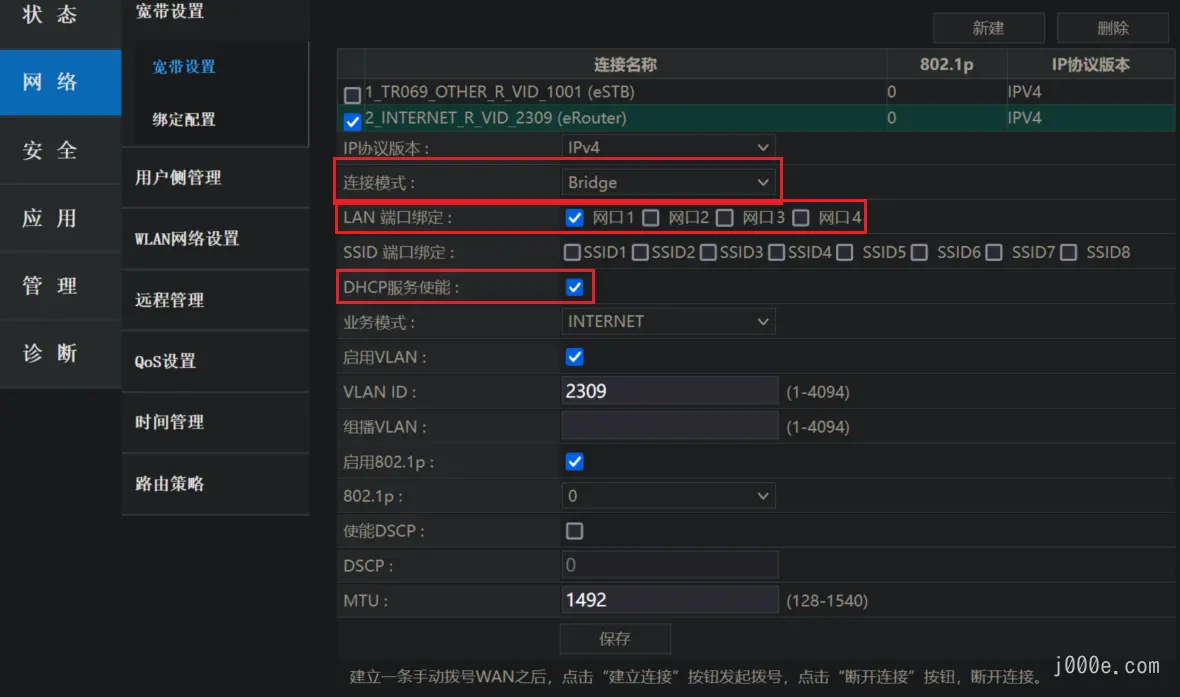 状 态
网 络
安 全
应 用
管 理
诊 断
宽带设置
宽带设置
绑定配置
用户侧管理
WLAN网络设置
远程管理
QoS设置
时间管理
路由策略
新建 删除
连接名称 802.1p IP协议版本
1_TR069_OTHER_R_VID_1001 (eSTB) 0 IPV4
2_INTERNET_R_VID_2309 (eRouter) 0 IPV4
IP协议版本 : IPv4
连接模式 : Bridge
LAN 端口绑定 : 网口1 网口2 网口3 网口4
SSID 端口绑定 : SSID1 SSID2 SSID3 SSID4 SSID5 SSID6 SSID7 SSID8
DHCP服务使能 :
业务模式 : INTERNET
启用VLAN :
VLAN ID : 2309 (1-4094)
组播VLAN : (1-4094)
启用802.1p :
802.1p : 0
使能DSCP :
DSCP : 0
MTU : 1492 (128-1540)
保存
建立一条手动拨号WAN之后，点击“建立连接”按钮发起拨号，点击“断开连接”按钮，断开连接。
j000e.com